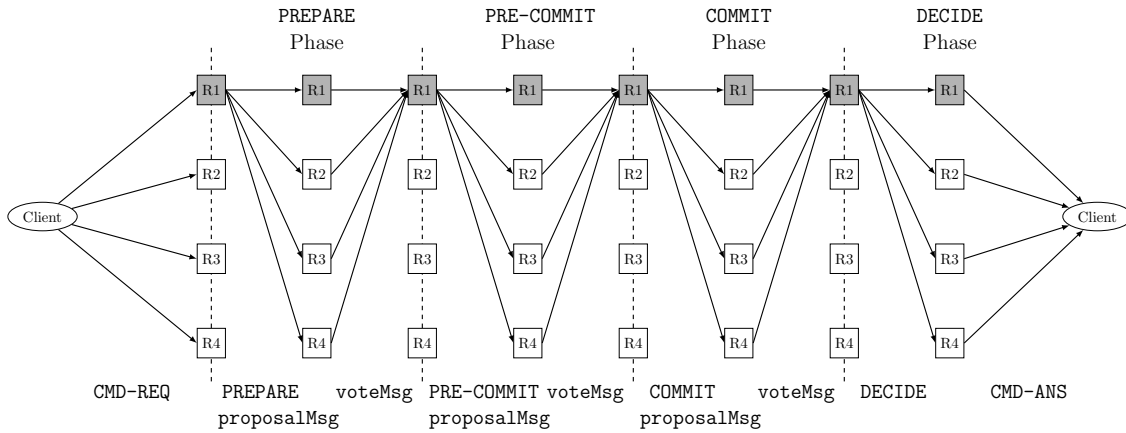 PREPARE PRE-COMMIT COMMIT DECIDE
Phase Phase Phase Phase
R1 R1 R1 R1 R1 R1 R1 R1
R2 R2 R2 R2 R2 R2 R2 R2
Client Client
R3 R3 R3 R3 R3 R3 R3 R3
R4 R4 R4 R4 R4 R4 R4 R4
CMD-REQ PREPARE voteMsg PRE-COMMIT voteMsg COMMIT voteMsg DECIDE CMD-ANS
proposalMsg proposalMsg proposalMsg